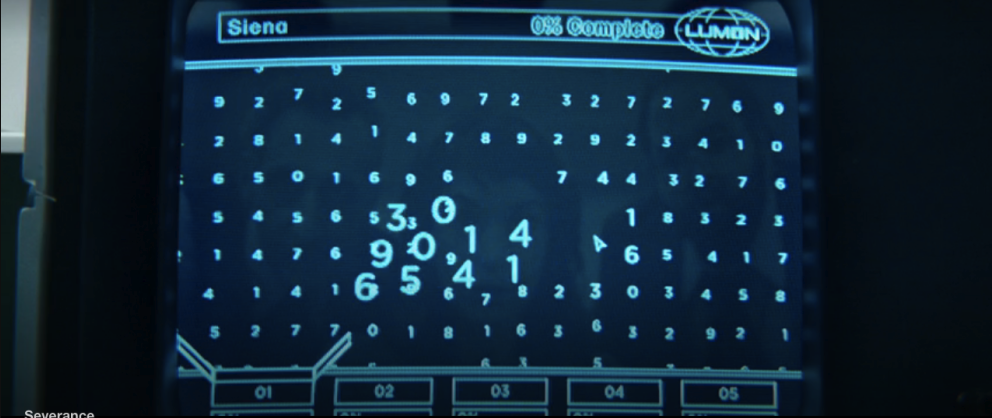 Siena 0% Complete LUMON
9 2 7 2 5 6 9 7 2 3 2 7 2 7 6 9
2 8 1 4 1 4 7 8 9 2 9 2 3 4 1 0
6 5 0 1 6 9 6 7 4 4 3 2 7 6
5 4 5 6 5 3 3 0 1 8 3 2 3
1 4 7 6 9 0 9 1 4 6 5 4 1 7
4 1 4 1 6 5 6 4 7 1 8 2 3 0 3 4 5 8
5 2 7 7 0 1 8 1 6 3 6 3 2 9 2 1
01 02 03 04 05
Severance